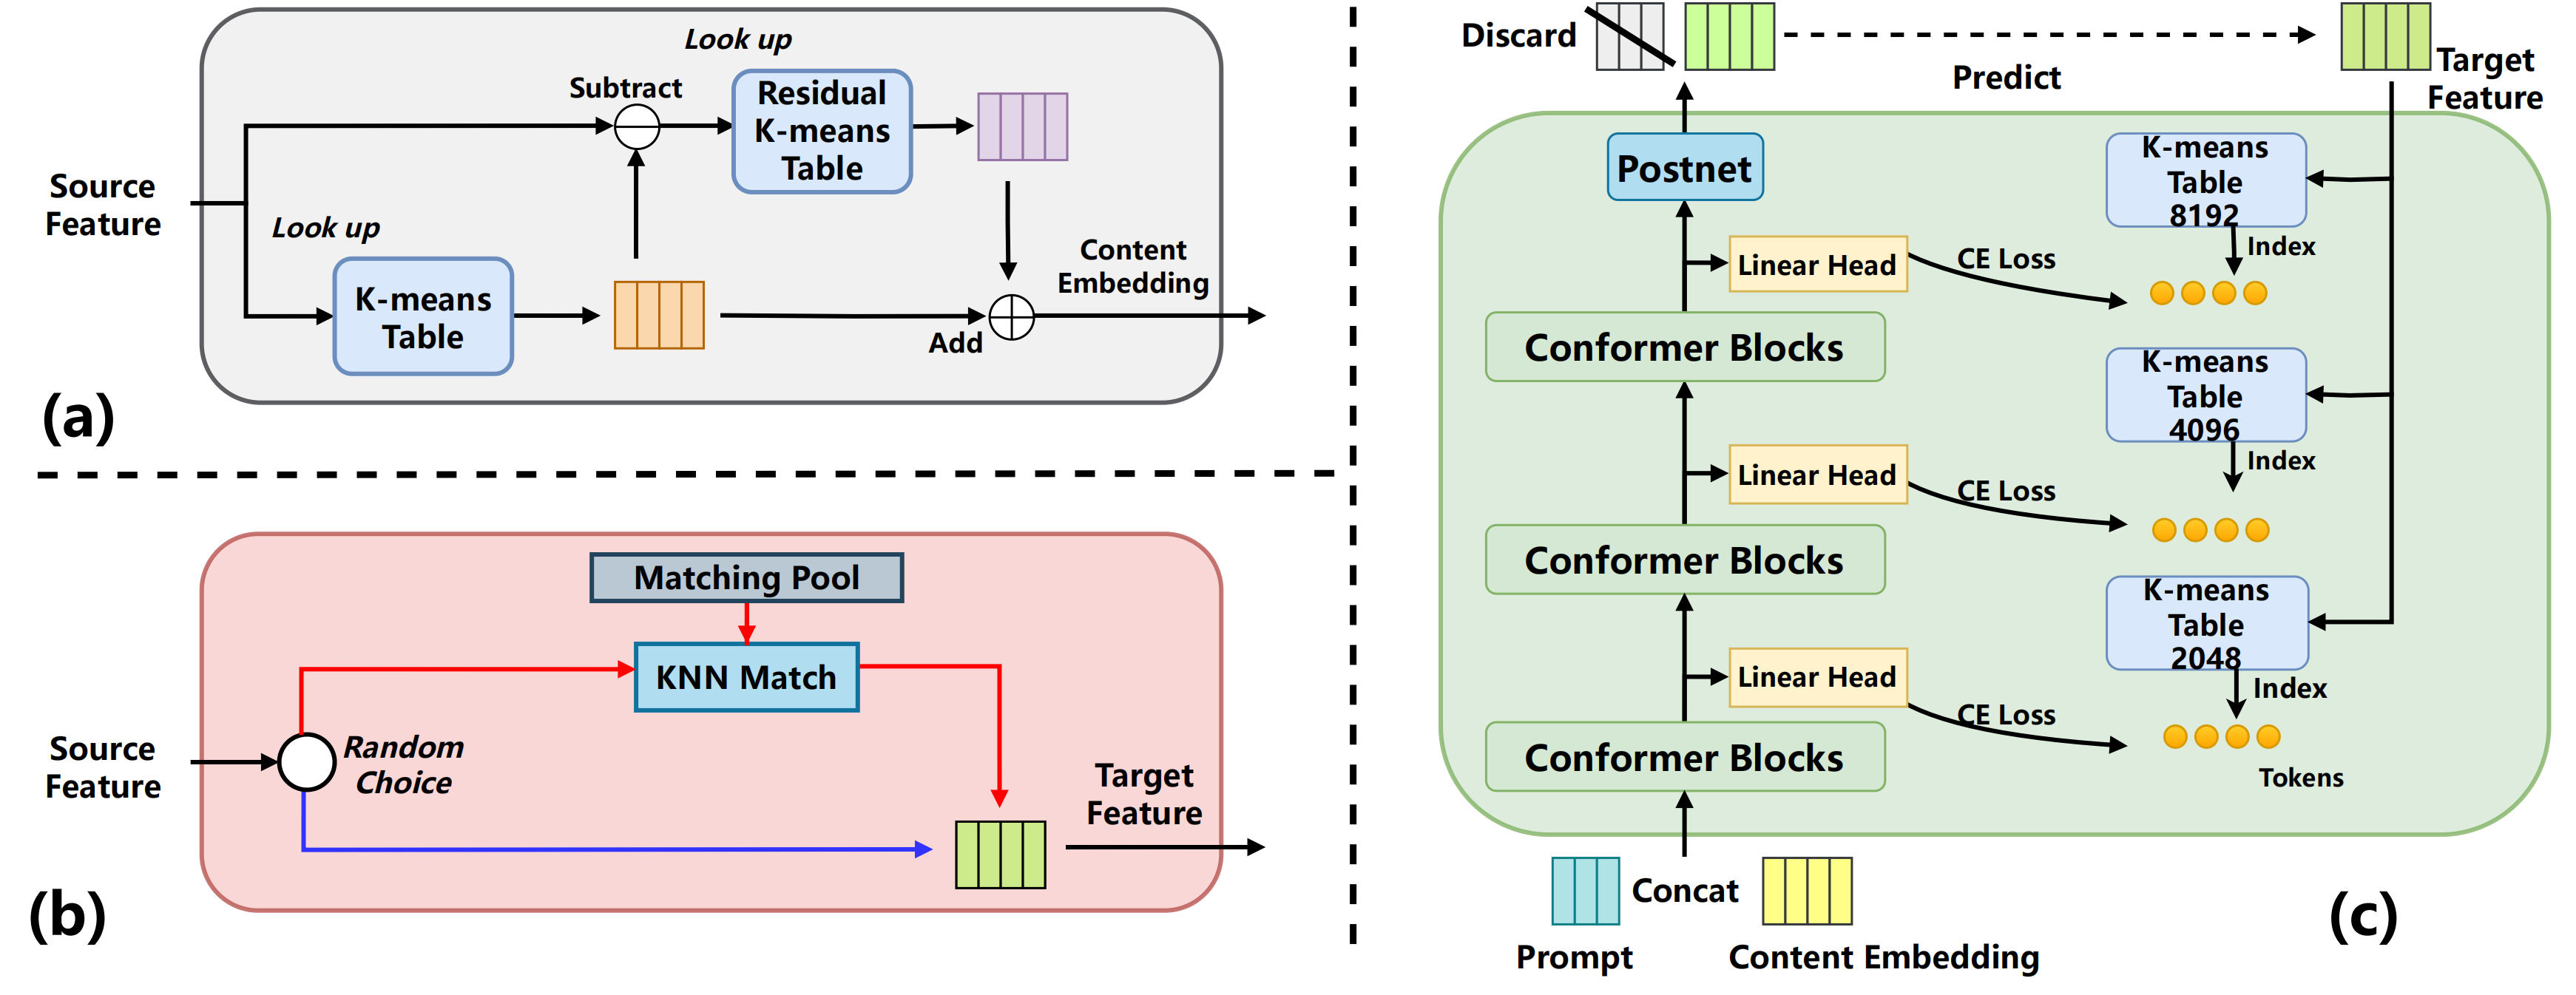 Look up
Subtract
Residual
K-means
Table
Source
Feature
Look up
K-means
Table
Content
Embedding
Add
(a)
Matching Pool
KNN Match
Source
Feature
Random
Choice
Target
Feature
(b)
Discard
Predict
Target
Feature
Postnet
K-means
Table
8192
Index
Linear Head
CE Loss
Conformer Blocks
K-means
Table
4096
Index
Linear Head
CE Loss
Conformer Blocks
K-means
Table
2048
Index
Linear Head
CE Loss
Conformer Blocks
Tokens
Concat
Prompt
Content Embedding
(c)